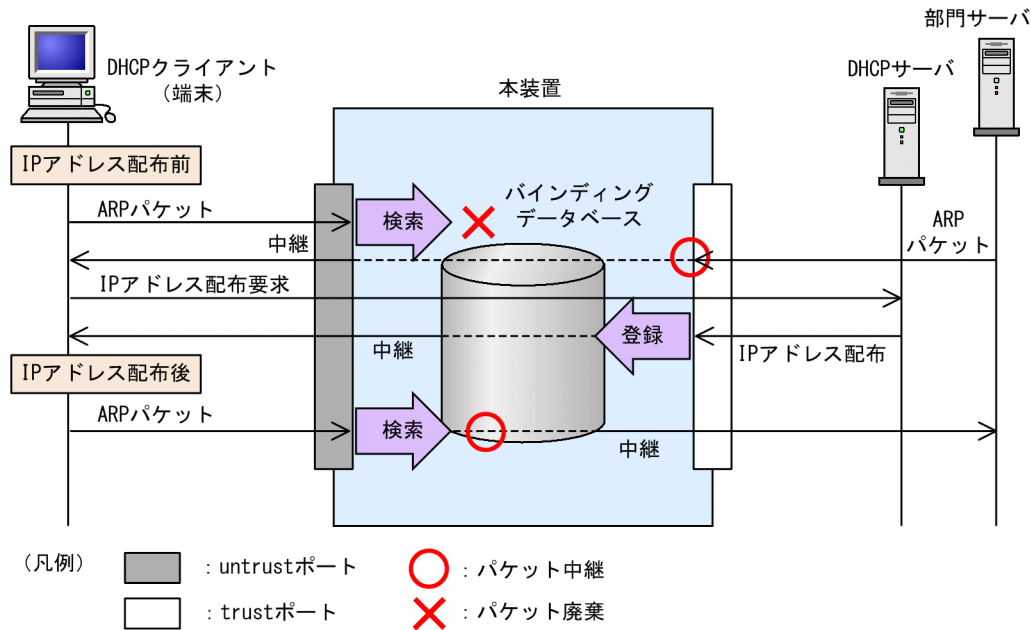 部門サーバ
DHCPクライアント
(端末)
DHCPサーバ
本装置
IPアドレス配布前
ARPパケット
検索
バインディング
データベース
ARP
パケット
中継
IPアドレス配布要求
登録
中継
IPアドレス配布
IPアドレス配布後
ARPパケット
検索
中継
(凡例)
:untrustポート
:パケット中継
:trustポート
:パケット廃棄